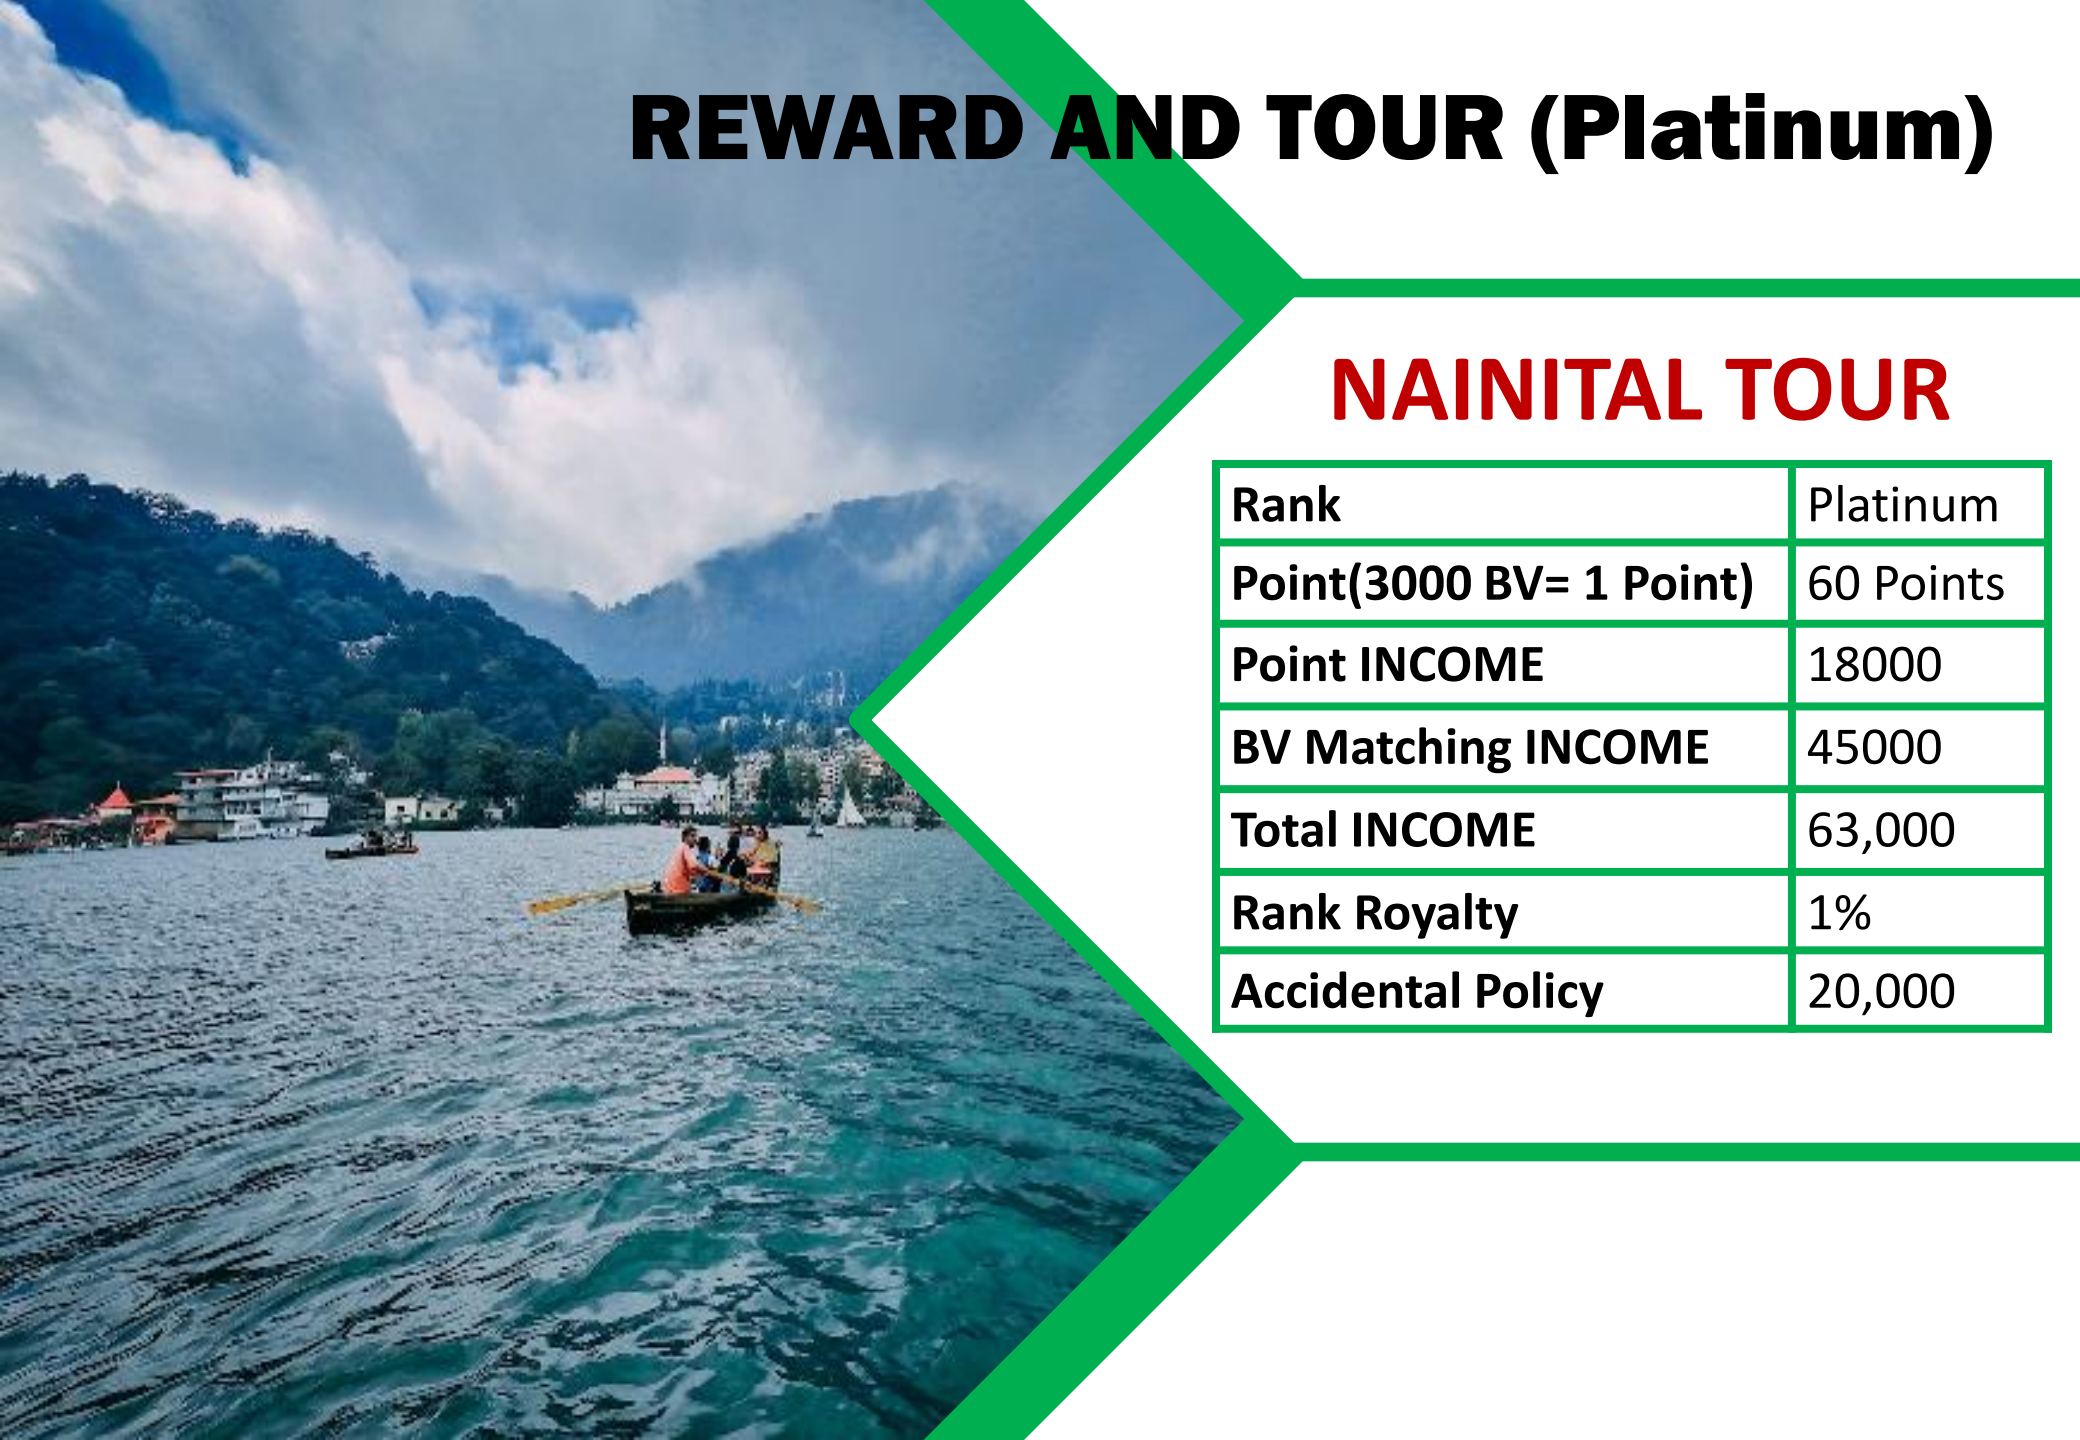 REWARD AND TOUR (Platinum)
NAINITAL TOUR
Rank Platinum
Point(3000 BV= 1 Point) 60 Points
Point INCOME 18000
BV Matching INCOME 45000
Total INCOME 63,000
Rank Royalty 1%
Accidental Policy 20,000